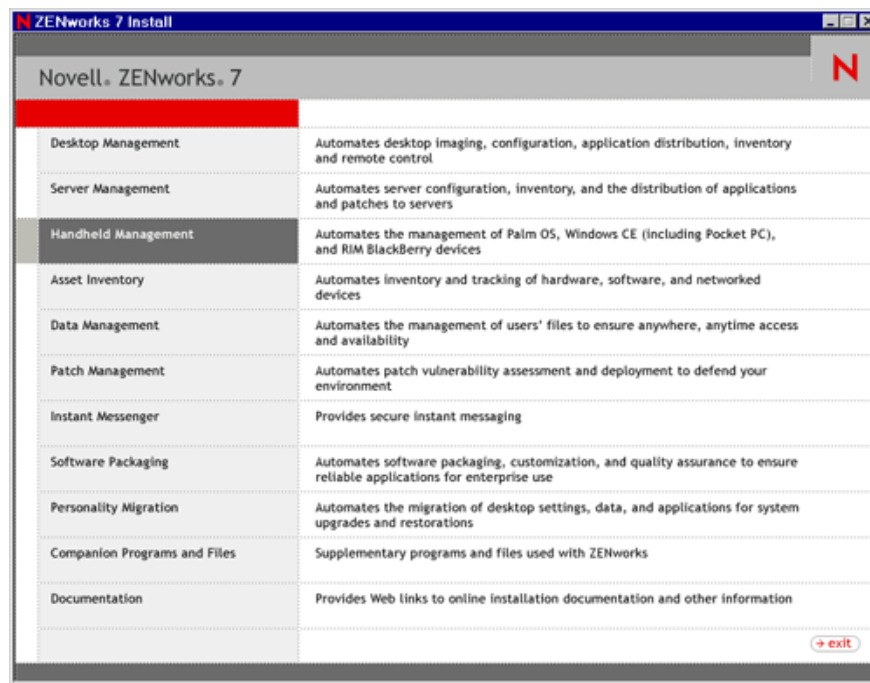 N ZENworks 7 Install
Novell® ZENworks® 7
N
Desktop Management
Automates desktop imaging, configuration, application distribution, inventory
and remote control
Server Management
Automates server configuration, inventory, and the distribution of applications
and patches to servers
Handheld Management
Automates the management of Palm OS, Windows CE (including Pocket PC),
and RIM BlackBerry devices
Asset Inventory
Automates inventory and tracking of hardware, software, and networked
devices
Data Management
Automates the management of users' files to ensure anywhere, anytime access
and availability
Patch Management
Automates patch vulnerability assessment and deployment to defend your
environment
Instant Messenger
Provides secure instant messaging
Software Packaging
Automates software packaging, customization, and quality assurance to ensure
reliable applications for enterprise use
Personality Migration
Automates the migration of desktop settings, data, and applications for system
upgrades and restorations
Companion Programs and Files
Supplementary programs and files used with ZENworks
Documentation
Provides Web links to online installation documentation and other information
exit